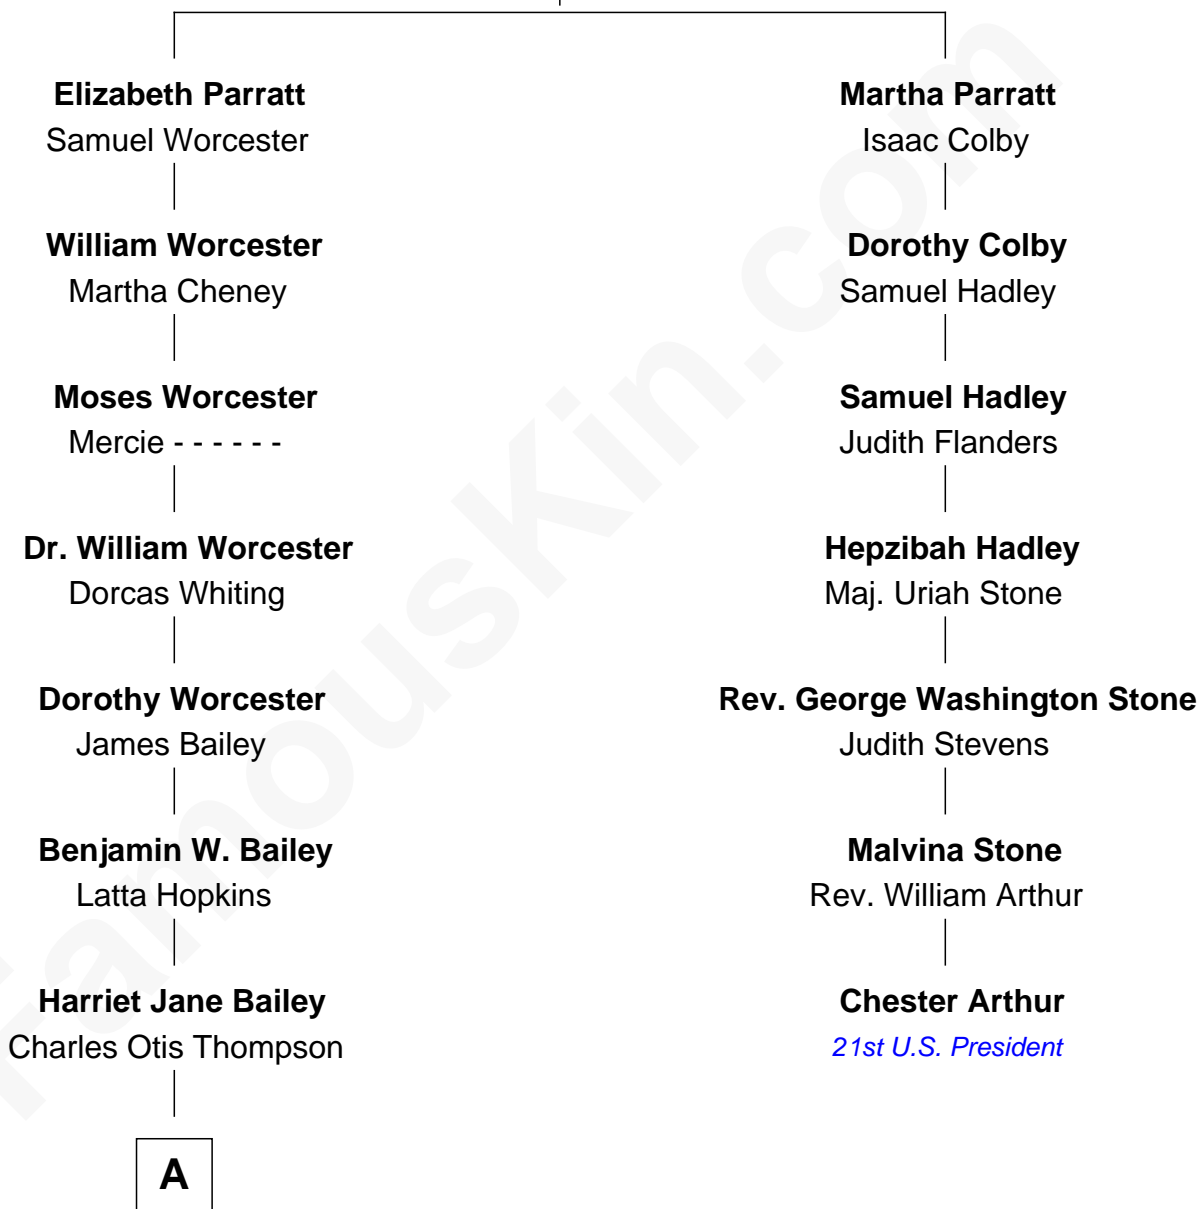 Elizabeth Parratt
Samuel Worcester
William Worcester
Martha Cheney
Moses Worcester
Mercie - - - - - -
Dr. William Worcester
Dorcas Whiting
Dorothy Worcester
James Bailey
Benjamin W. Bailey
Latta Hopkins
Harriet Jane Bailey
Charles Otis Thompson
A
Martha Parratt
Isaac Colby
Dorothy Colby
Samuel Hadley
Samuel Hadley
Judith Flanders
Hepzibah Hadley
Maj. Uriah Stone
Rev. George Washington Stone
Judith Stevens
Malvina Stone
Rev. William Arthur
Chester Arthur
21st U.S. President
FamousKin.com